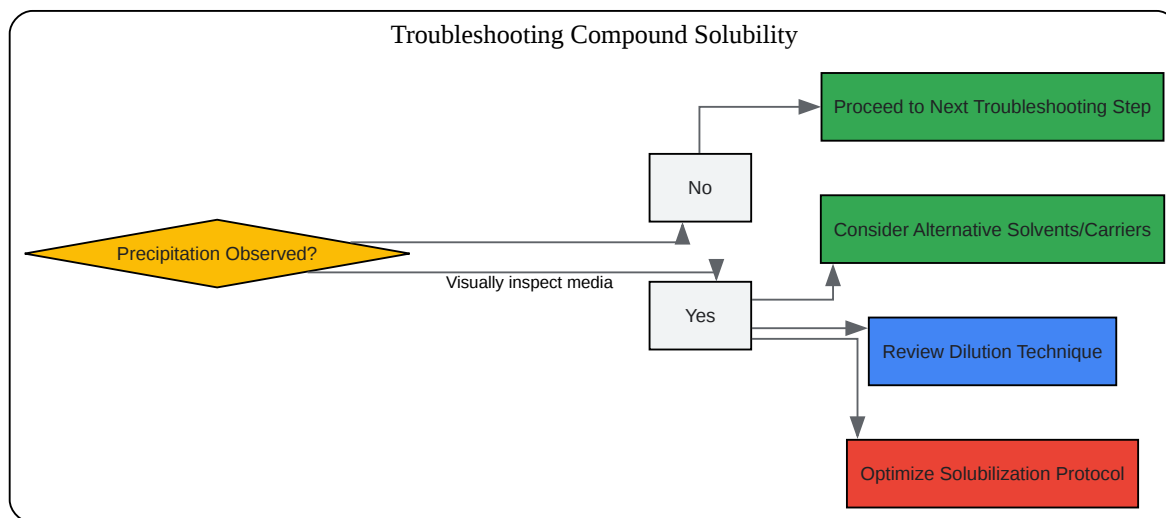 Troubleshooting Compound Solubility
Proceed to Next Troubleshooting Step
No
Consider Alternative Solvents/Carriers
Precipitation Observed?
Visually inspect media
Yes
Review Dilution Technique
Optimize Solubilization Protocol